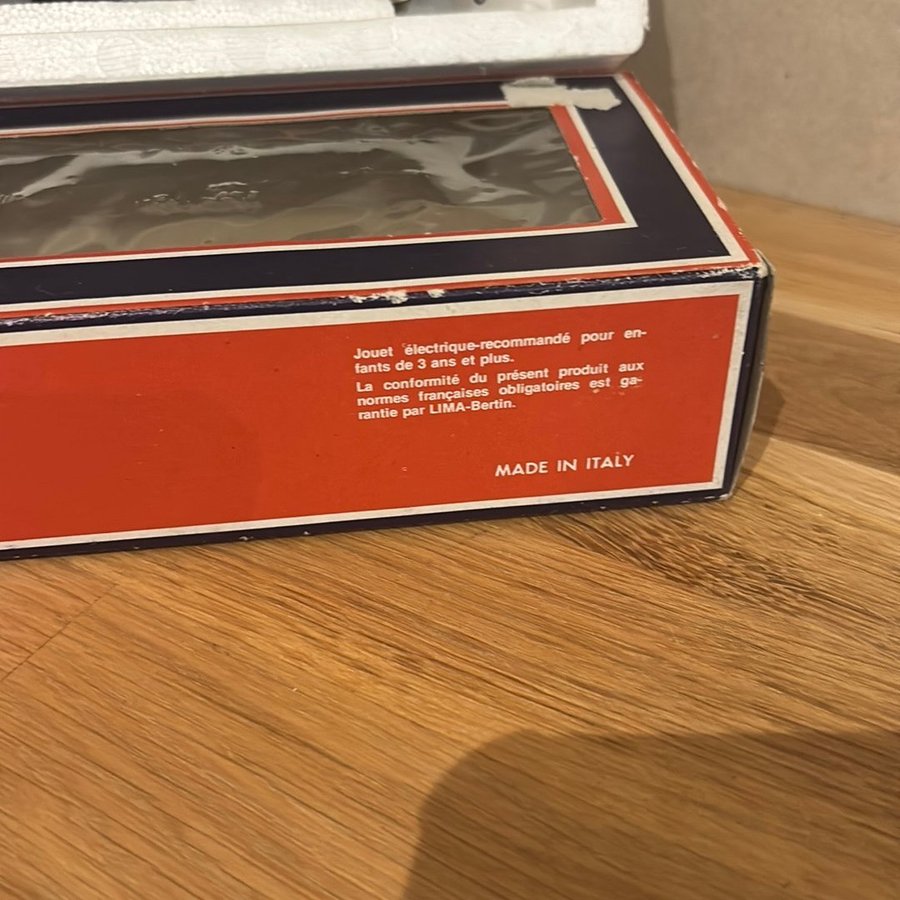 Jouet électrique-recommandé pour en-
fants de 3 ans et plus.
La conformité du présent produit aux
normes françaises obligatoires est ga-
rantie par LIMA-Bertin.
MADE IN ITALY